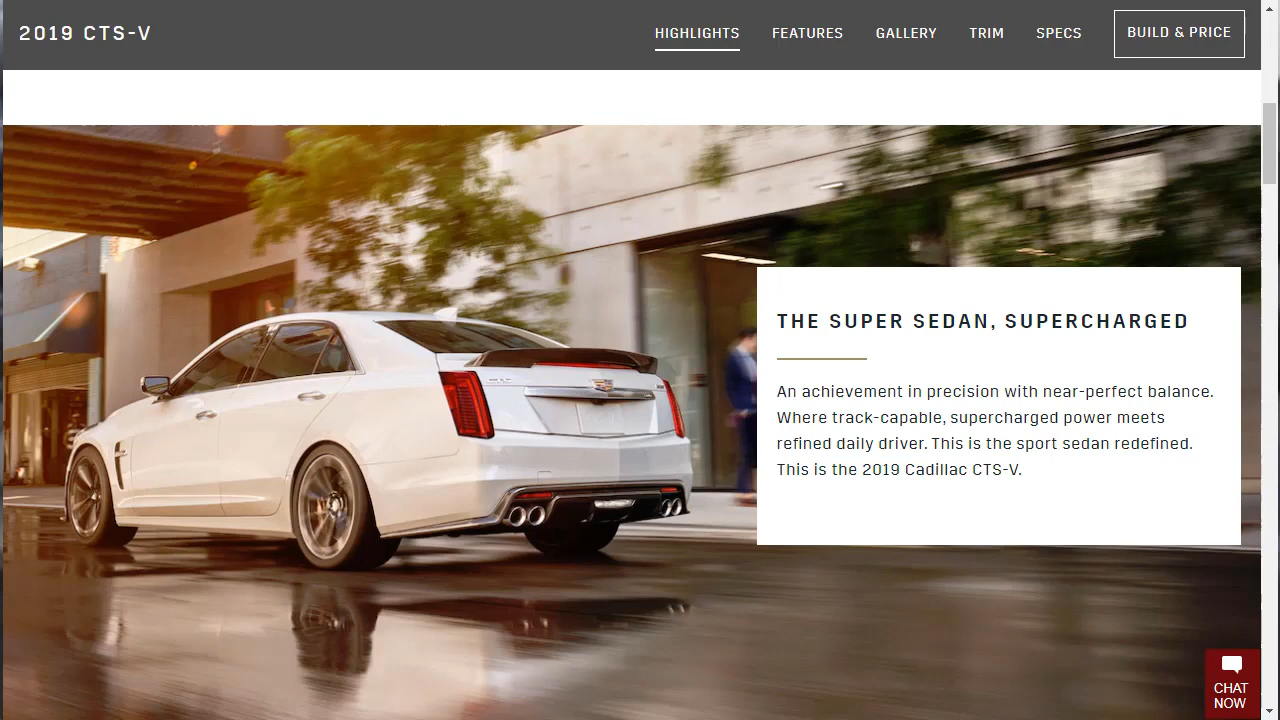 2019 CTS-V
HIGHLIGHTS
FEATURES
GALLERY
TRIM
SPECS
BUILD & PRICE
THE SUPER SEDAN, SUPERCHARGED
An achievement in precision with near-perfect balance.
Where track-capable, supercharged power meets
refined daily driver. This is the sport sedan redefined.
This is the 2019 Cadillac CTS-V.
CHAT
NOW